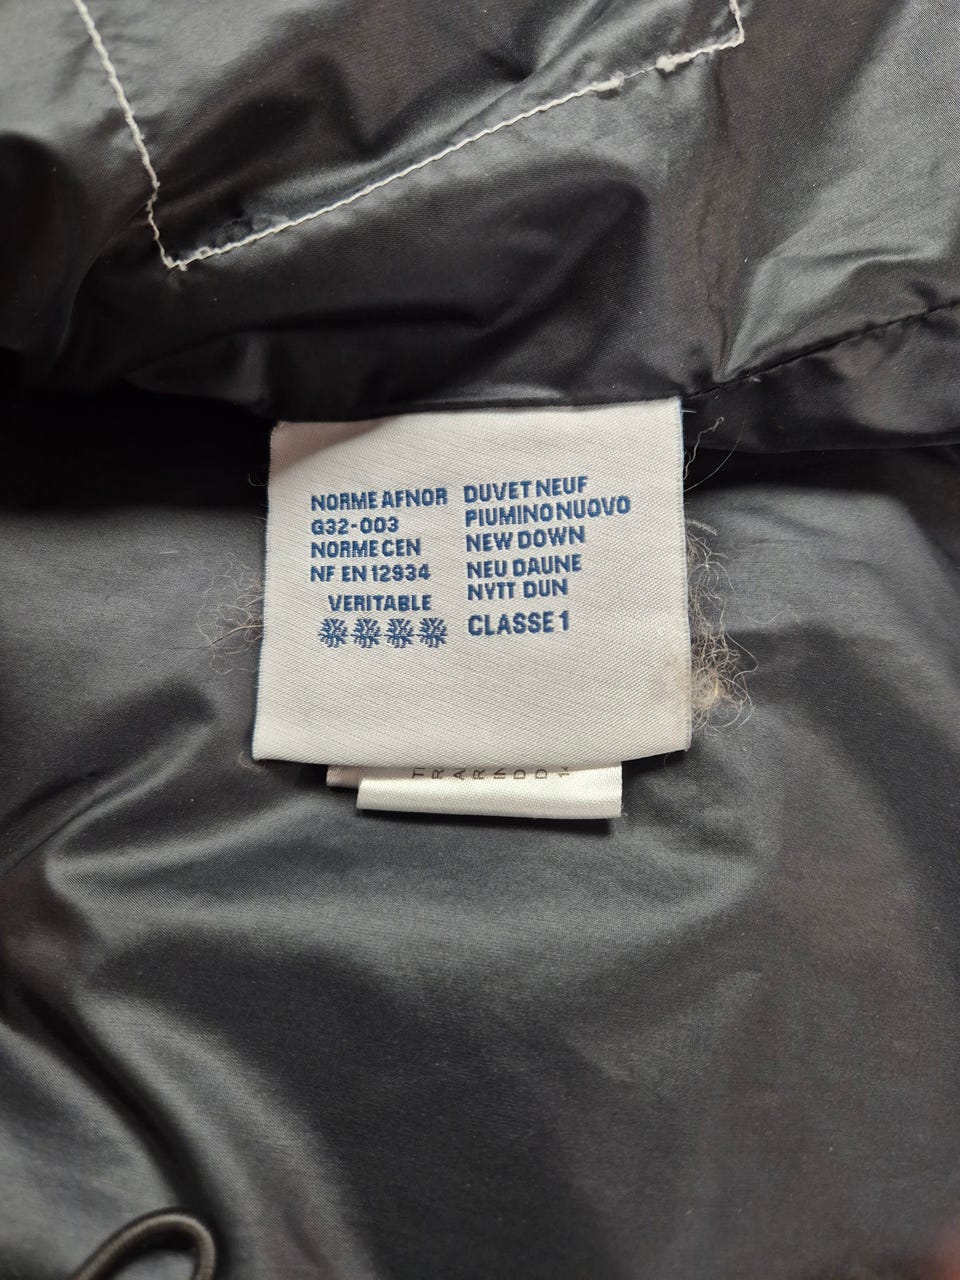 NORME AFNOR
G32-003
NORME CEN
NF EN 12934
VERITABLE
DUVET NEUF
PIUMINO NUOVO
NEW DOWN
NEU DAUNE
NYTT DUN
CLASSE 1